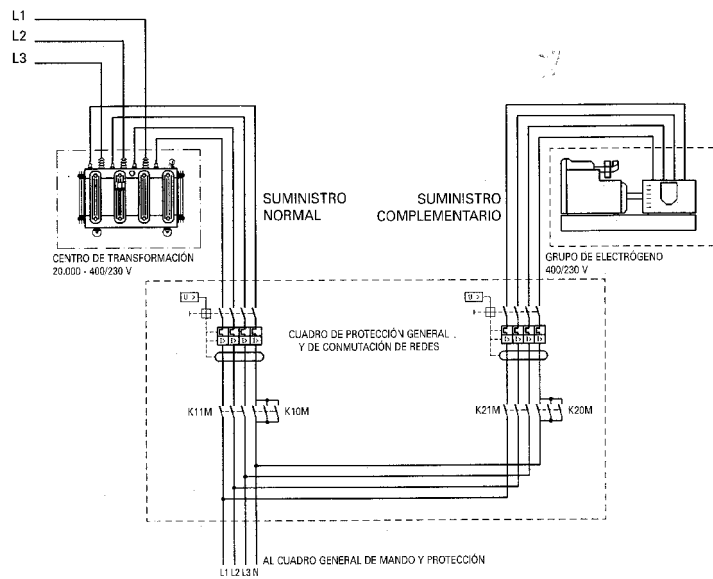 L1
L2
L3
SUMINISTRO
NORMAL
SUMINISTRO
COMPLEMENTARIO
CENTRO DE TRANSFORMACIÓN
20.000 - 400/230 V
GRUPO DE ELECTRÓGENO
400/230 V
U >
U >
CUADRO DE PROTECCIÓN GENERAL
Y DE CONMUTACIÓN DE REDES
K11M
K10M
K21M
K20M
AL CUADRO GENERAL DE MANDO Y PROTECCIÓN
L1 L2 L3 N